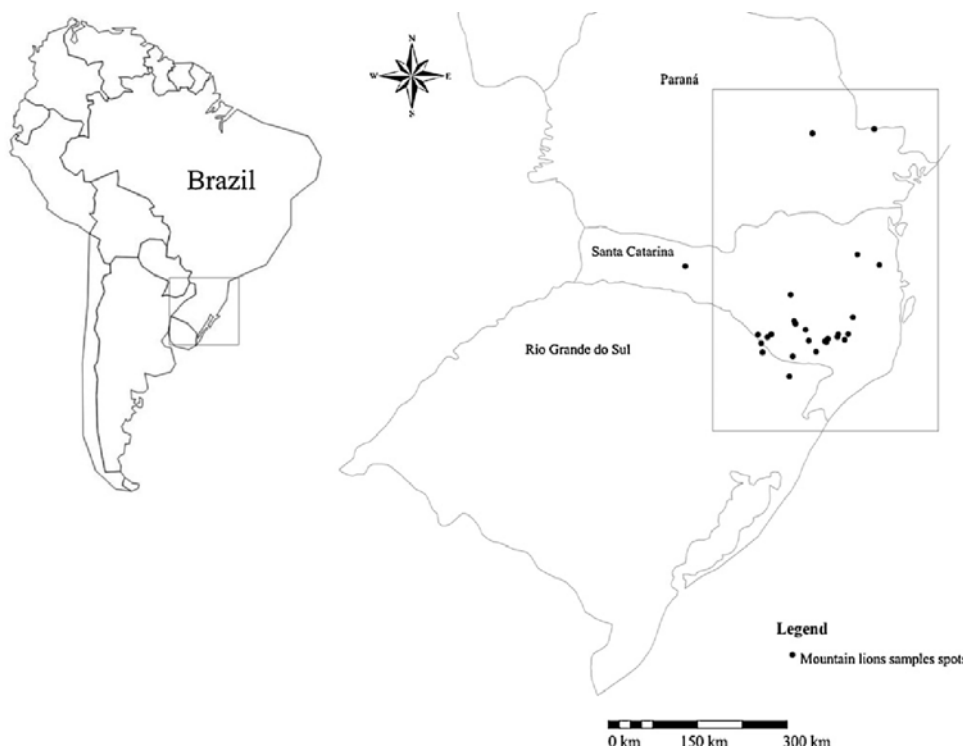 Brazil
N
W
E
S
Paraná
Santa Catarina
Rio Grande do Sul
Legend
Mountain lions samples spots
0 km 150 km 300 km